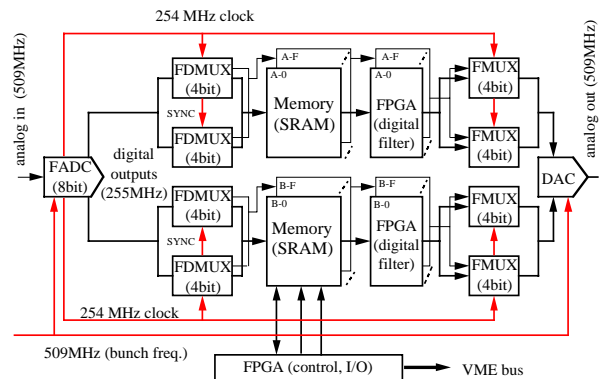 254 MHz clock
analog in (509MHz)
analog out (509MHz)
FDMUX
(4bit)
SYNC
FDMUX
(4bit)
A-F
A-0
Memory
(SRAM)
A-F
A-0
FPGA
(digital
filter)
FMUX
(4bit)
FMUX
(4bit)
FADC
(8bit)
digital
outputs
(255MHz)
DAC
FDMUX
(4bit)
SYNC
FDMUX
(4bit)
B-F
B-0
Memory
(SRAM)
B-F
B-0
FPGA
(digital
filter)
FMUX
(4bit)
FMUX
(4bit)
254 MHz clock
509MHz (bunch freq.)
FPGA (control, I/O)
VME bus